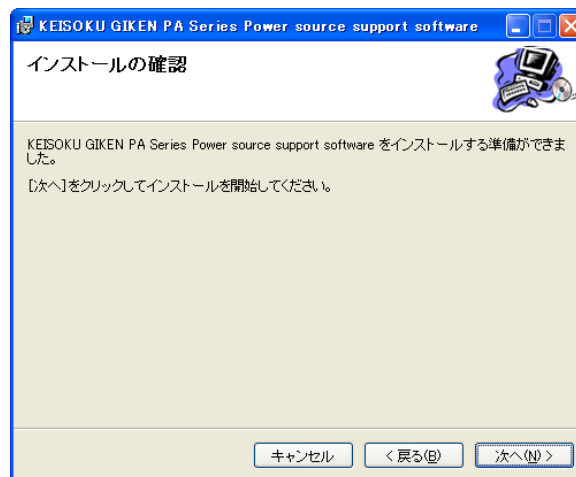 KEISOKU GIKEN PA Series Power source support software
インストールの確認
KEISOKU GIKEN PA Series Power source support software をインストールする準備ができま
した。
[次へ]をクリックしてインストールを開始してください。
キャンセル
< 戻る(B)
次へ(N) >